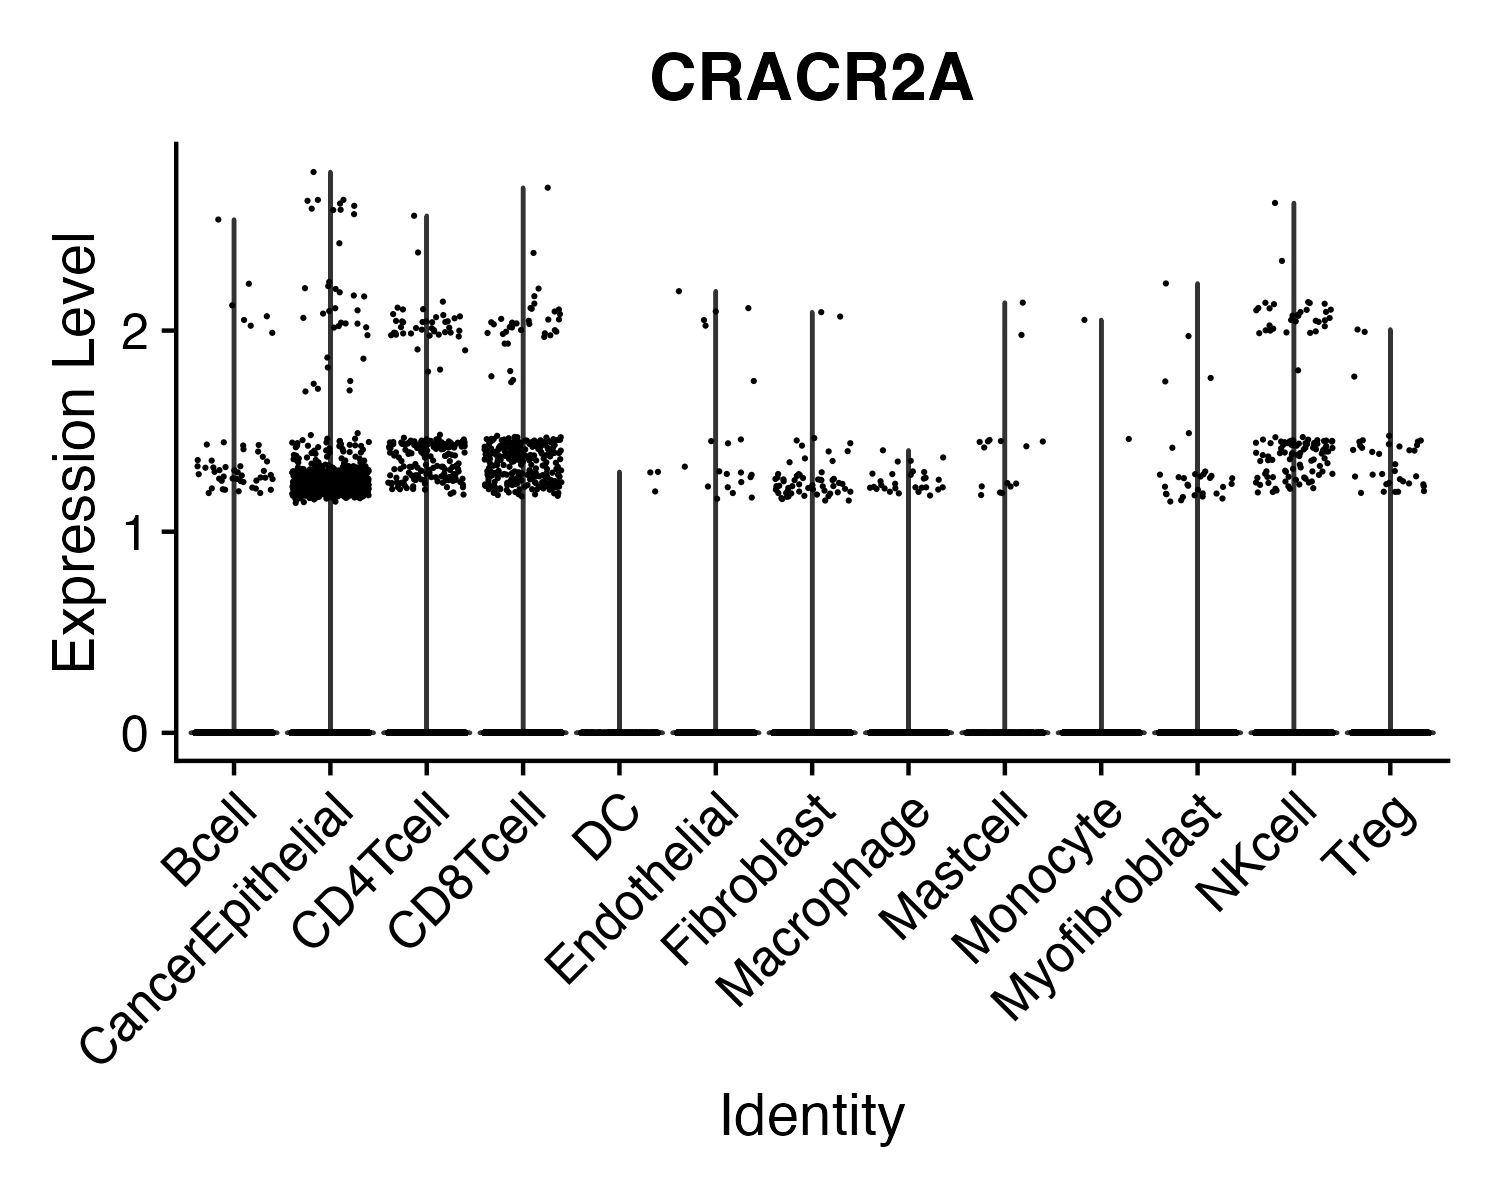 CRACR2A
Expression Level
2
1
0
Bcell
CancerEpithelial
CD4Tcell
CD8Tcell
DC
Endothelial
Fibroblast
Macrophage
Mastcell
Monocyte
Myofibroblast
NKcell
Treg
Identity